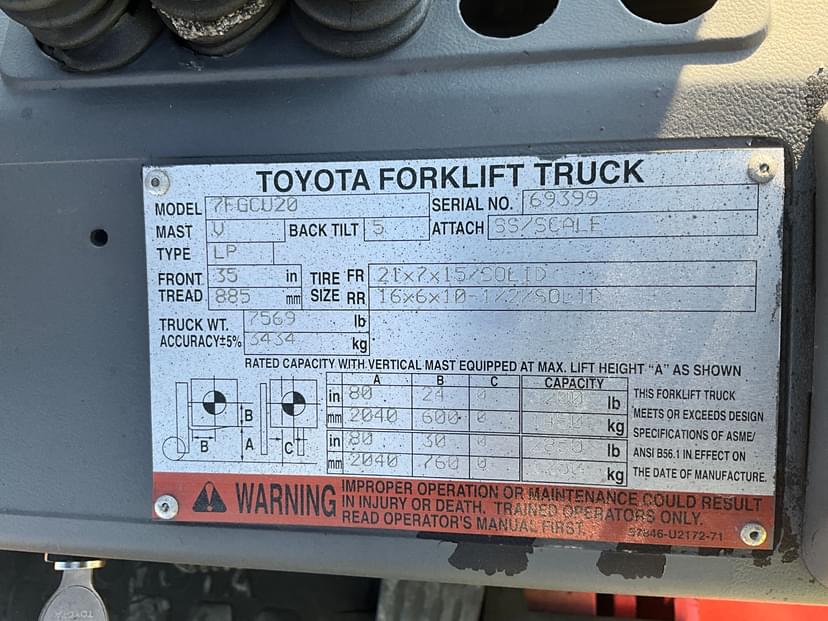 TOYOTA FORKLIFT TRUCK
MODEL 7FGCU20 SERIAL NO. 69399
MAST V BACK TILT 5 ATTACH SS/SCALE
TYPE LP
FRONT 35 in TIRE FR 21x7x15/SOLID
TREAD 885 mm SIZE RR 16x6x10-1/2/SOLID
TRUCK WT. 7569 lb
ACCURACY±5% 3434 kg
RATED CAPACITY WITH VERTICAL MAST EQUIPPED AT MAX. LIFT HEIGHT "A" AS SHOWN
A B C CAPACITY
in 80 24 0 lb THIS FORKLIFT TRUCK
mm 2040 600 0 kg MEETS OR EXCEEDS DESIGN
in 80 30 0 lb SPECIFICATIONS OF ASME/
mm 2040 760 0 kg ANSI B56.1 IN EFFECT ON
THE DATE OF MANUFACTURE.
B
B A C
WARNING IMPROPER OPERATION OR MAINTENANCE COULD RESULT
IN INJURY OR DEATH. TRAINED OPERATORS ONLY.
READ OPERATOR'S MANUAL FIRST. 57846-U2172-71
TOYOTA